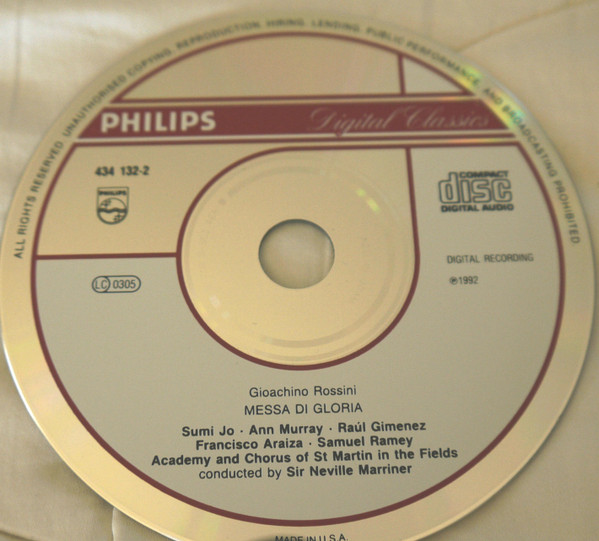 ALL RIGHTS RESERVED. UNAUTHORISED COPYING, REPRODUCTION, HIRING, LENDING, PUBLIC PERFORMANCE, AND BROADCASTING PROHIBITED
PHILIPS Digital Classics
434 132-2
PHILIPS
COMPACT
disc
DIGITAL AUDIO
DIGITAL RECORDING
LC 0305
℗1992
Gioachino Rossini
MESSA DI GLORIA
Sumi Jo · Ann Murray · Raúl Gimenez
Francisco Araiza · Samuel Ramey
Academy and Chorus of St Martin in the Fields
conducted by Sir Neville Marriner
MADE IN U.S.A.